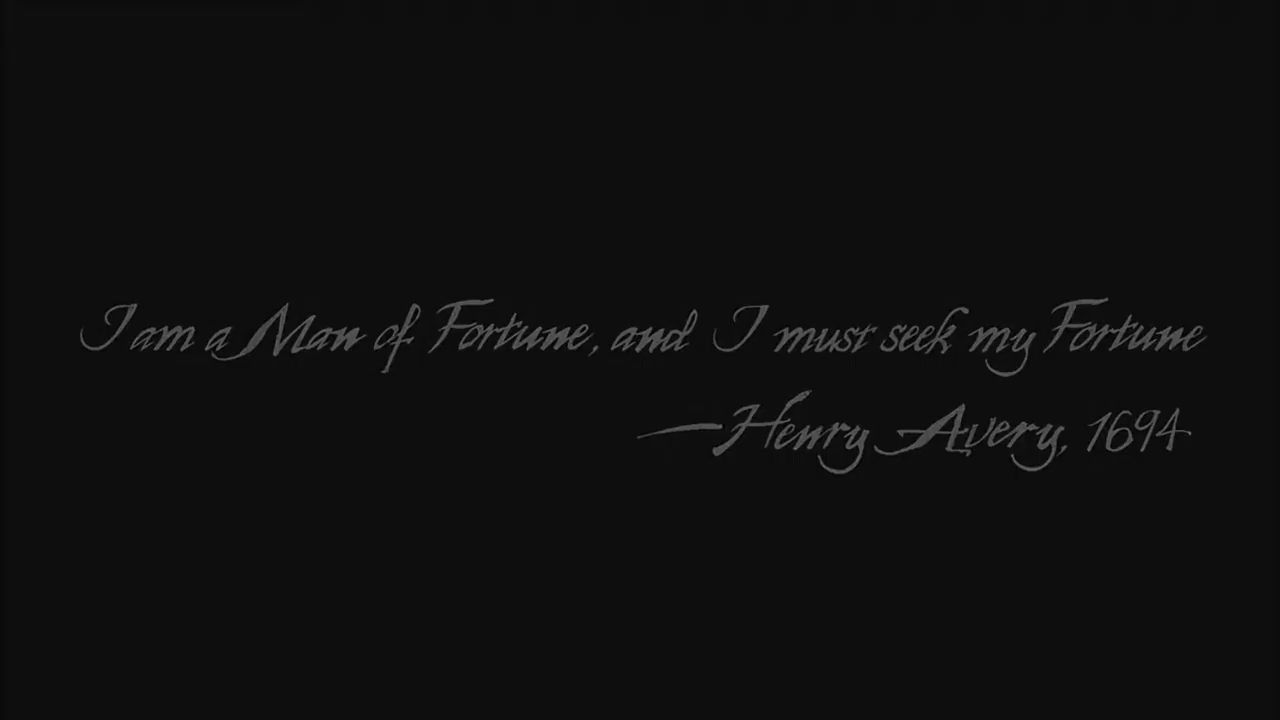 I am a Man of Fortune, and I must seek my Fortune
—Henry Avery, 1694